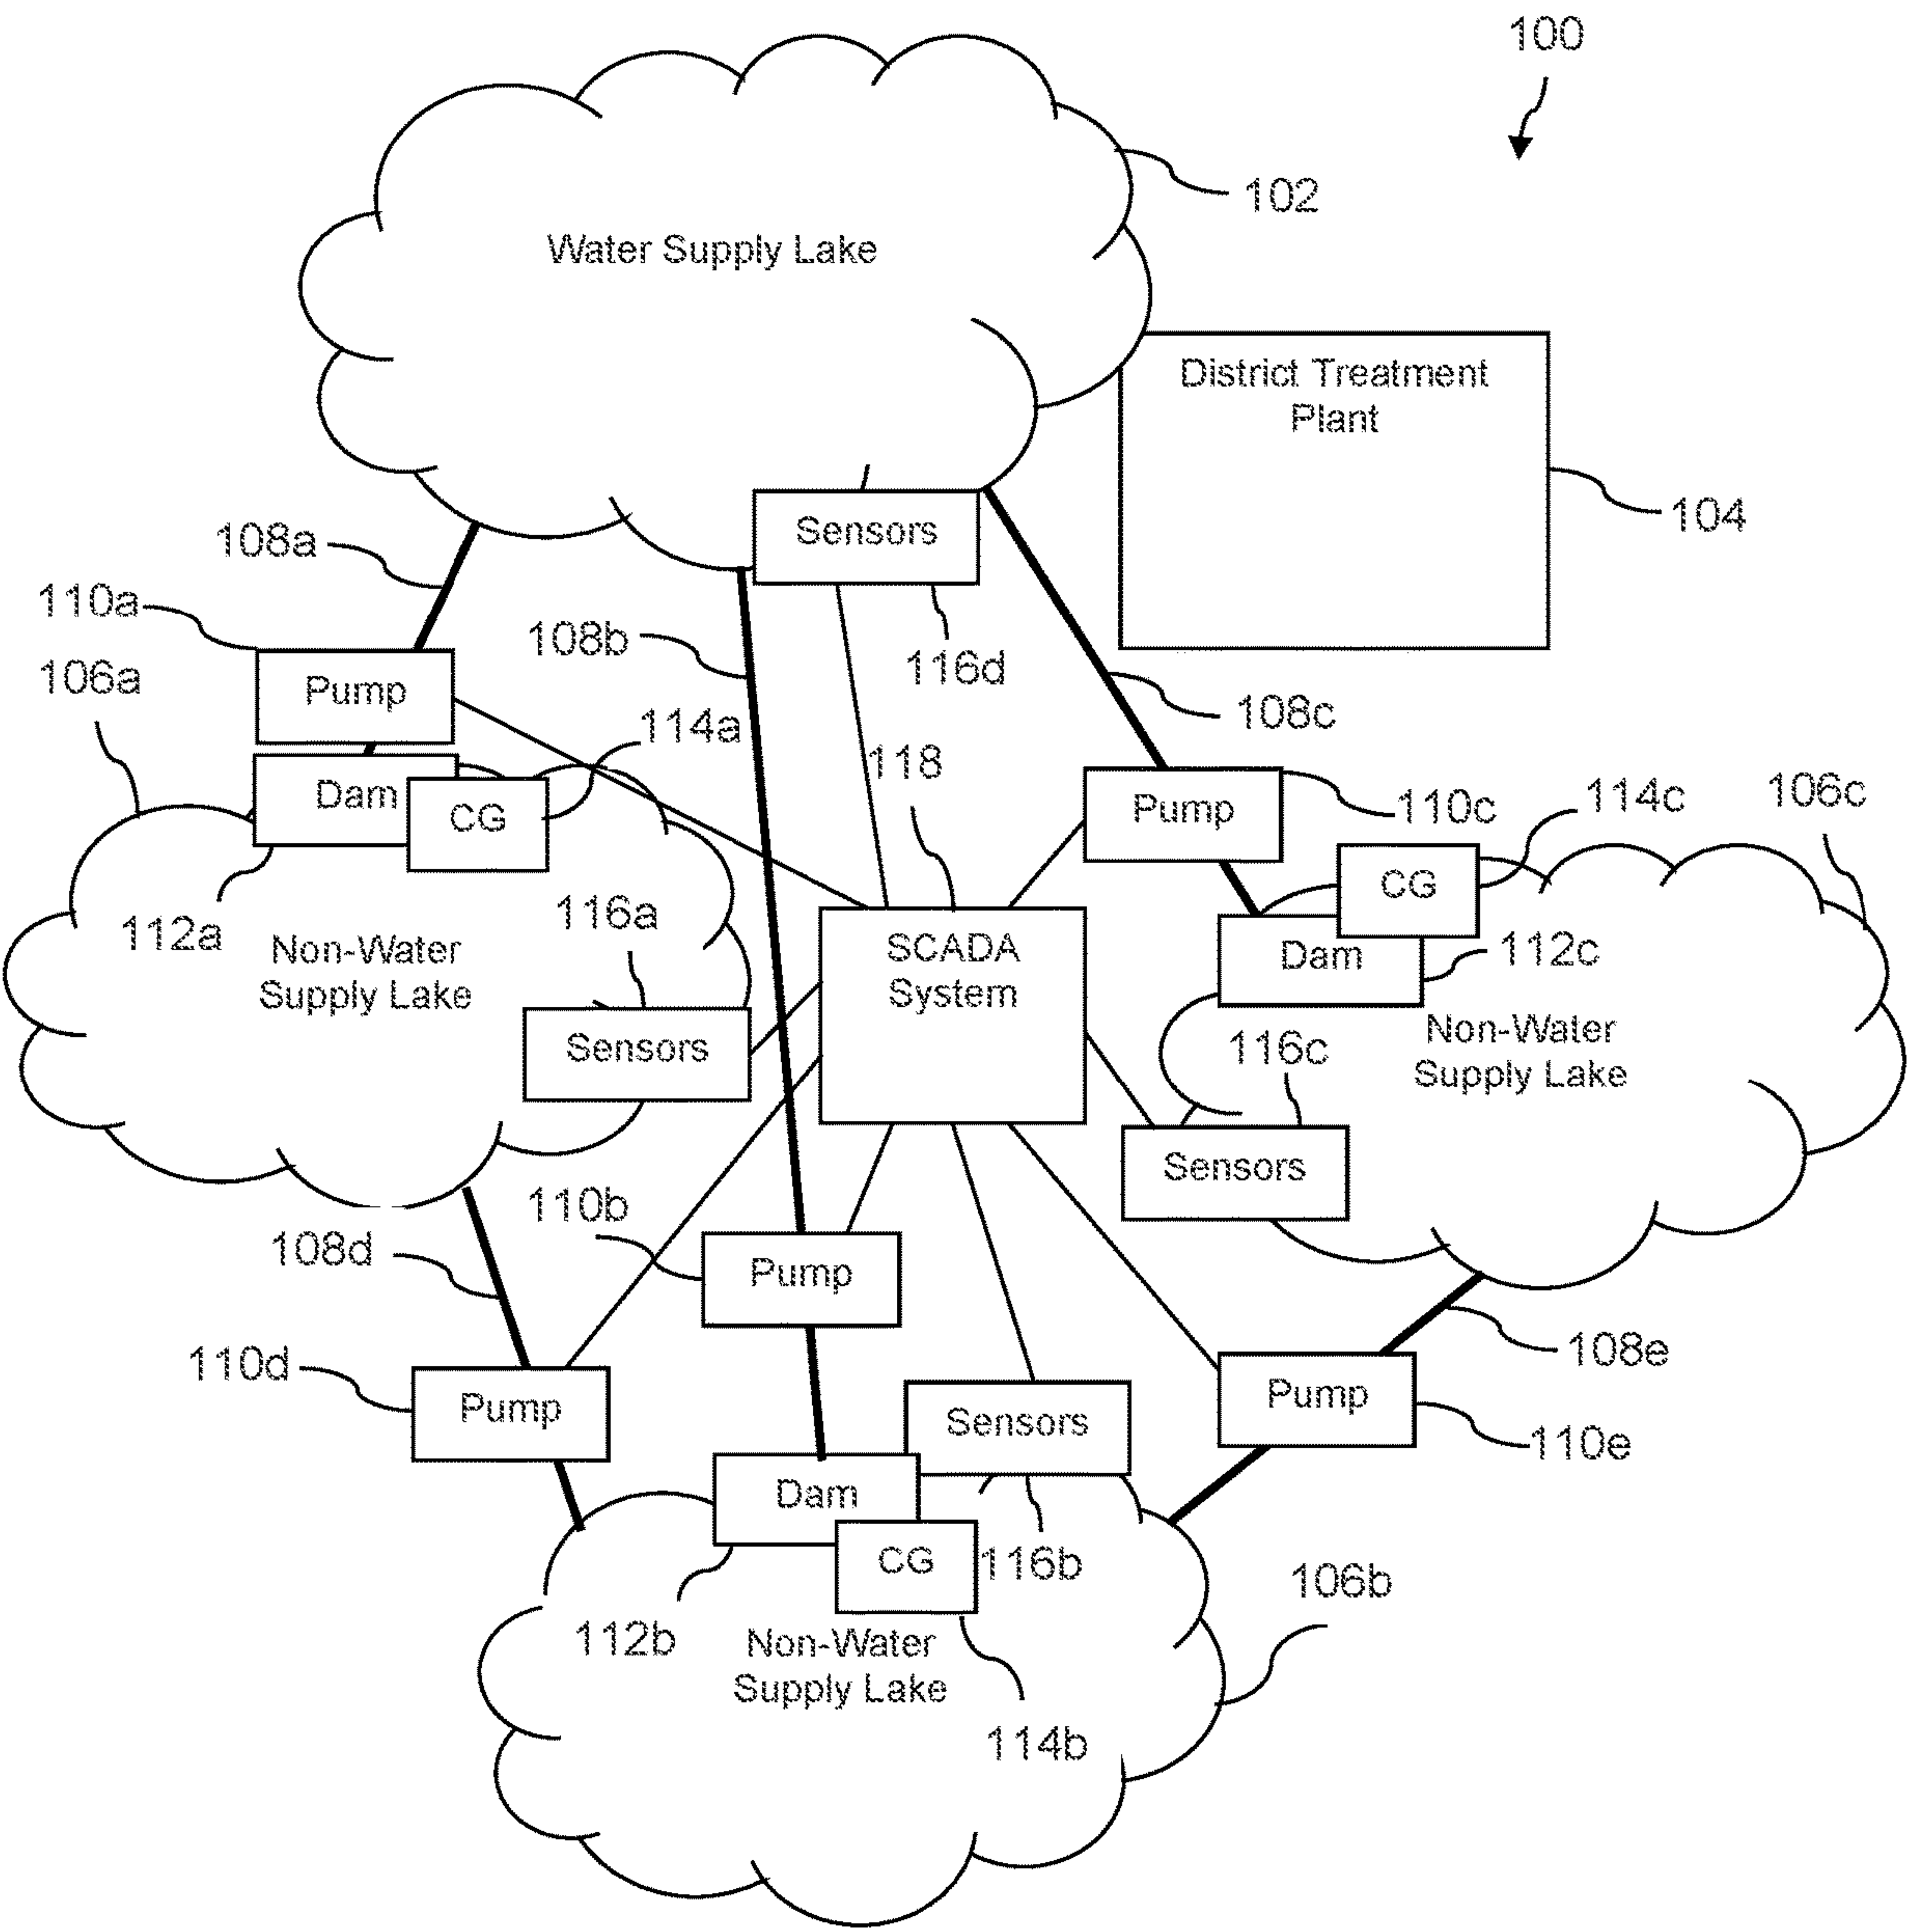 100
102
Water Supply Lake
District Treatment
Plant
104
Sensors
108a
110a
108b
116d
106a
Pump
108c
114a
118
Dam
CG
Pump
110c
114c
106c
CG
112a
116a
Non-Water
Supply Lake
SCADA
System
Dam
112c
Sensors
116c
Non-Water
Supply Lake
Sensors
110b
108d
Pump
108e
110d
Pump
Sensors
Pump
110e
Dam
CG
116b
106b
112b
Non-Water
Supply Lake
114b